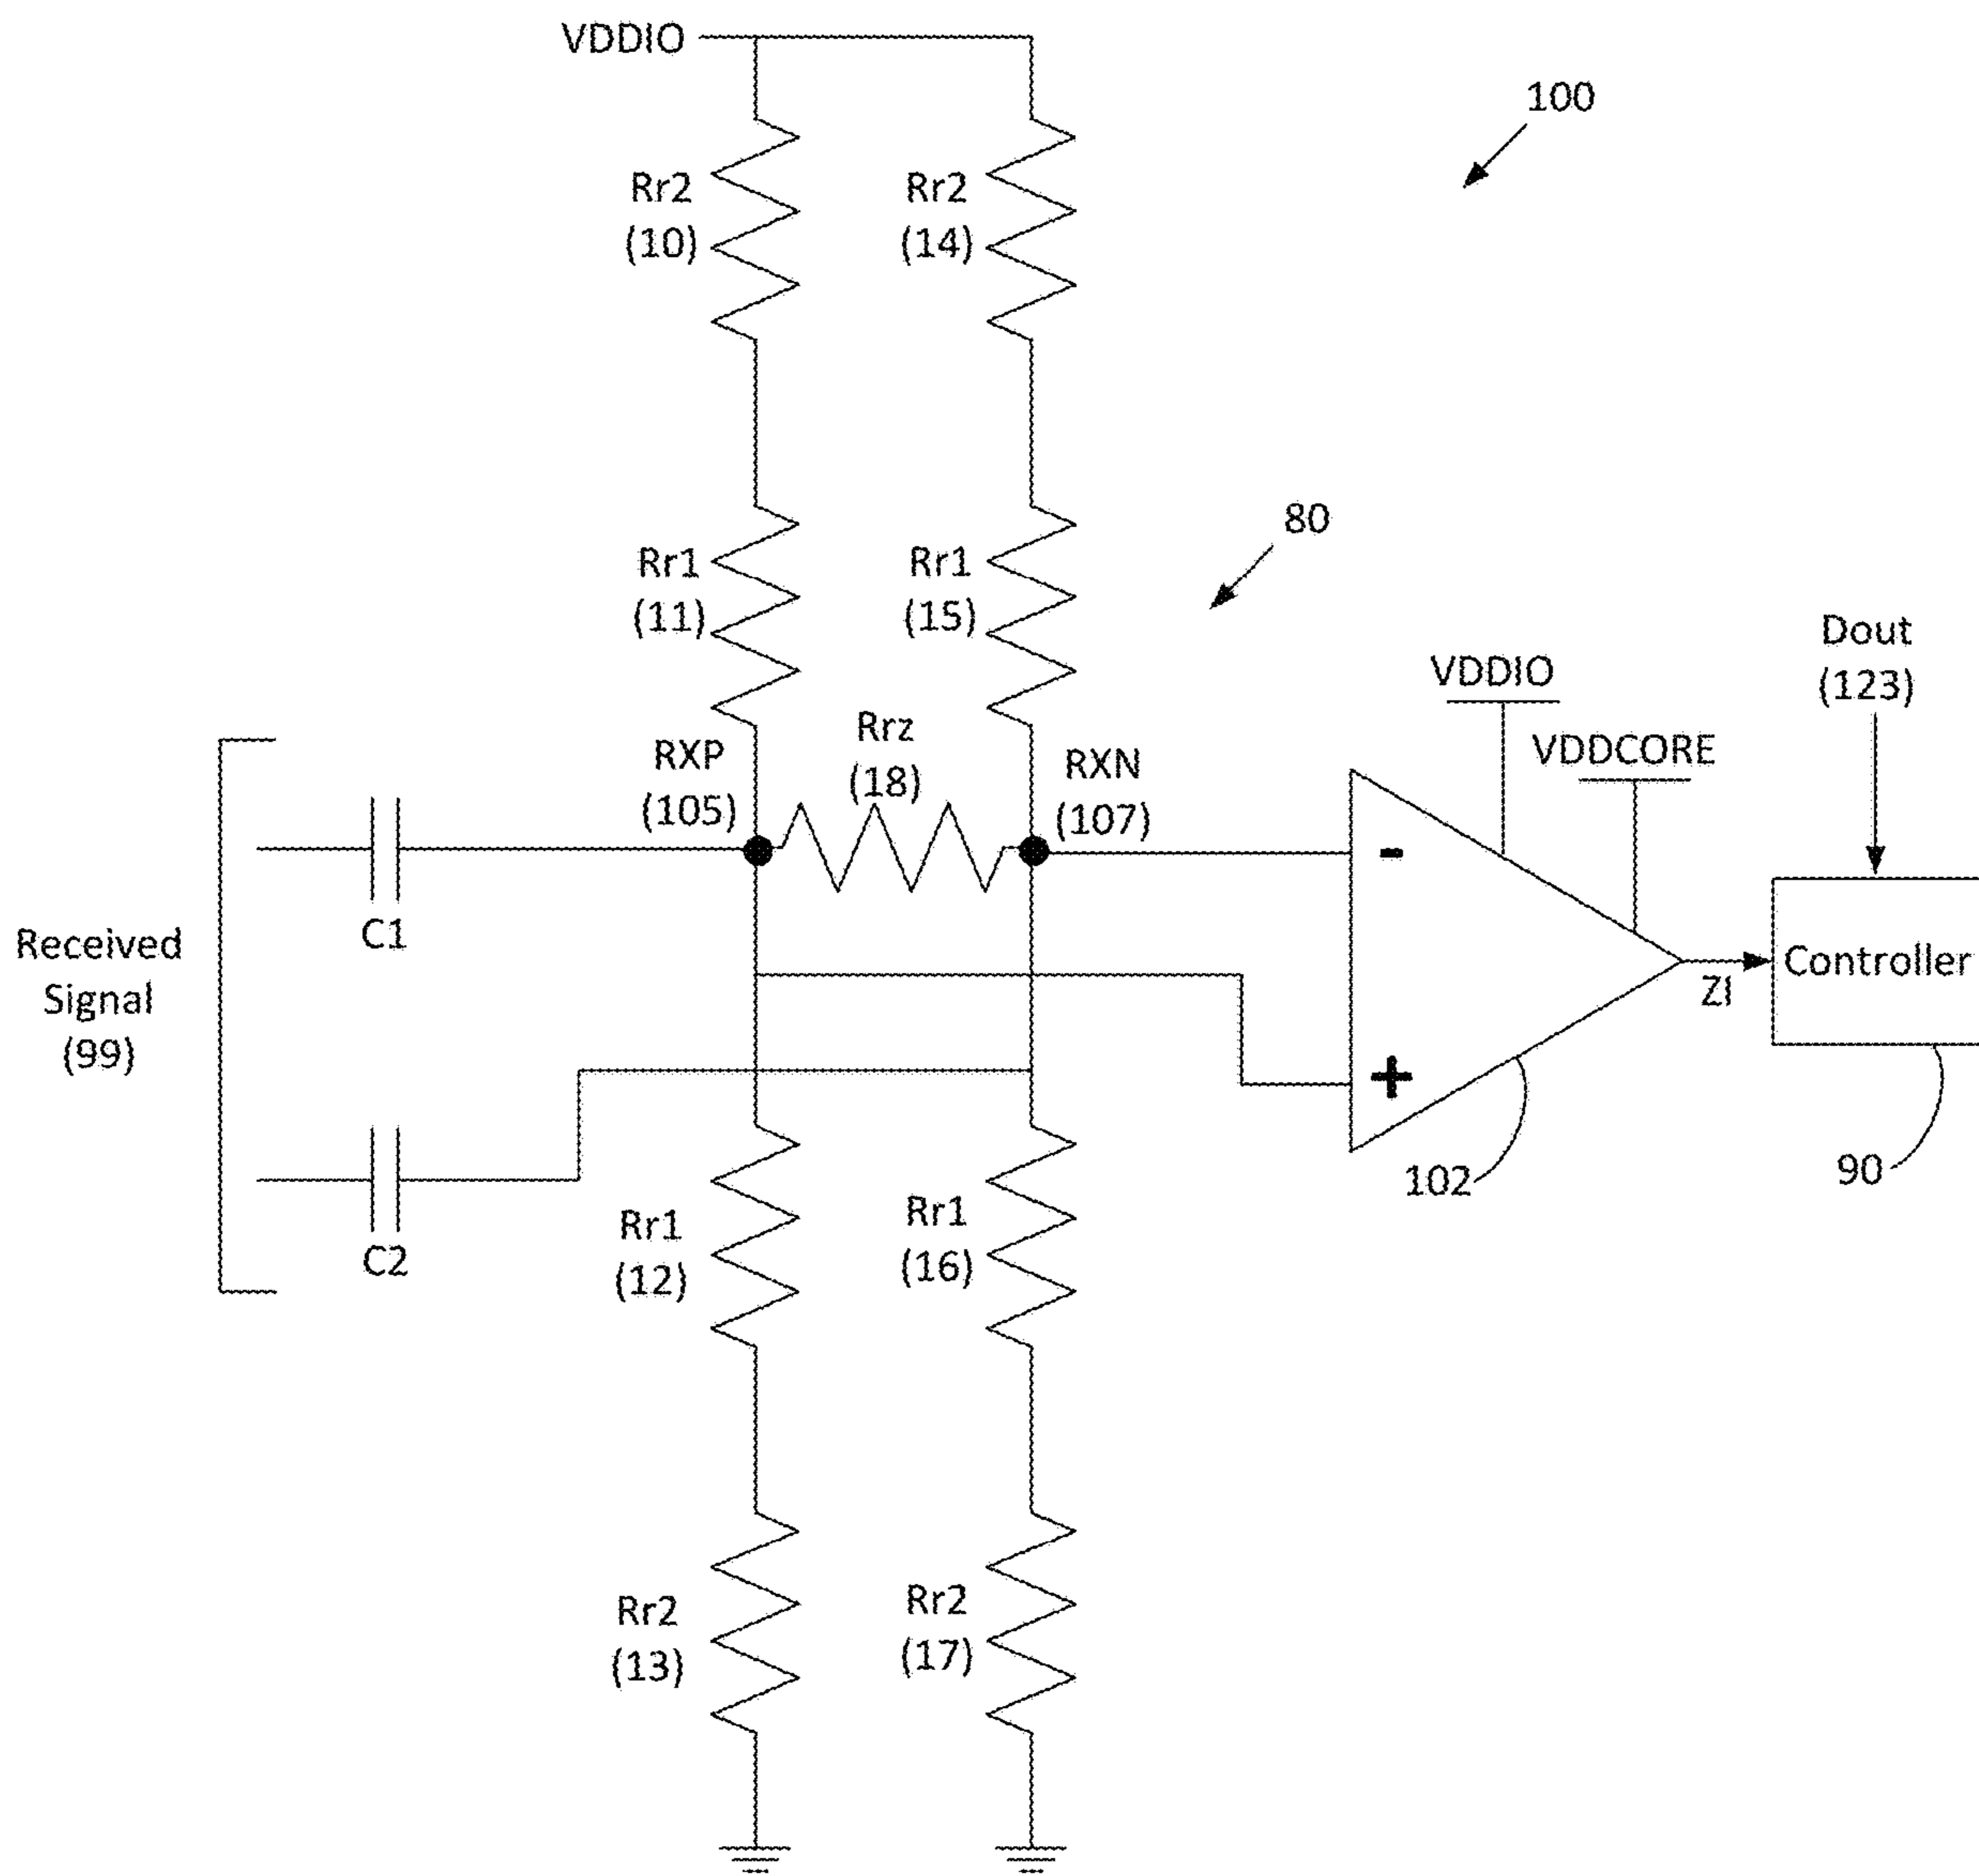 VDDIO
100
Rr2
(10)
Rr2
(14)
80
Rr1
(11)
Rr1
(15)
Dout
(123)
VDDIO
VDDCORE
RXP
(105)
Rrz
(18)
RXN
(107)
-
C1
Received
Signal
(99)
Controller
ZI
+
C2
102
90
Rr1
(12)
Rr1
(16)
Rr2
(13)
Rr2
(17)